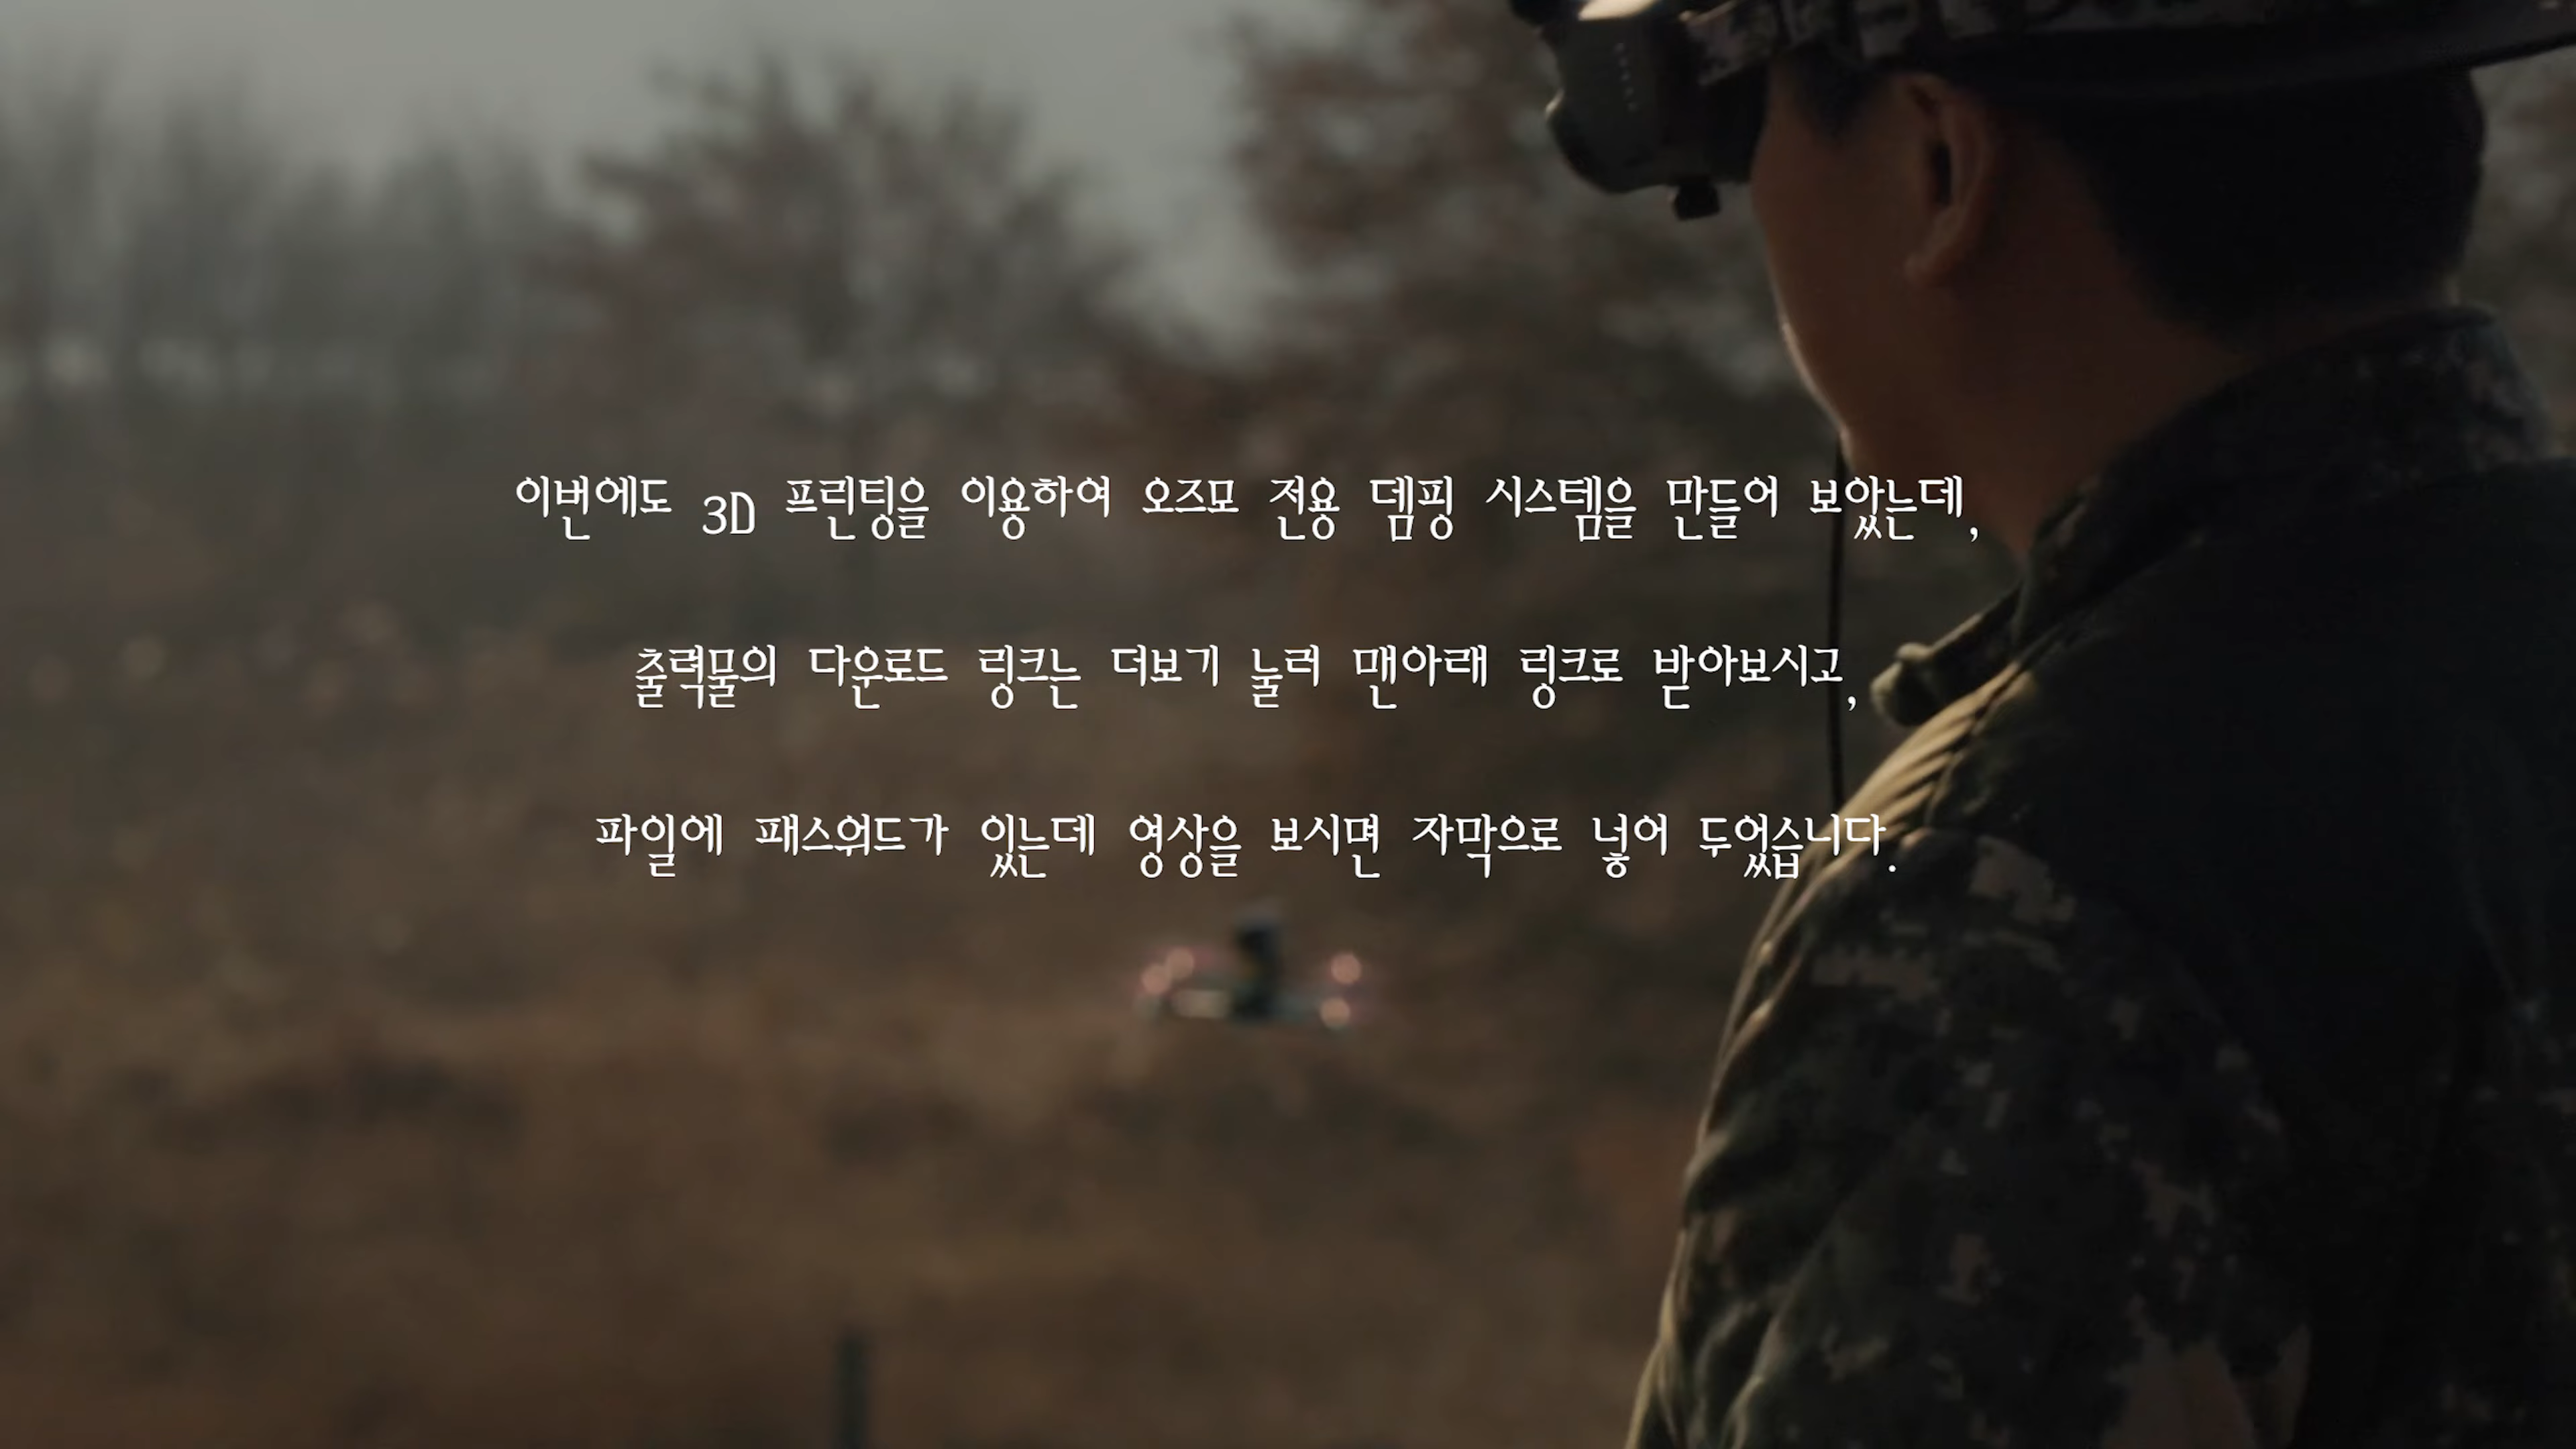 이번에도 3D 프린팅을 이용하여 오즈모 전용 뎀핑 시스템을 만들어 보았는데,
출력물의 다운로드 링크는 더보기 눌러 맨아래 링크로 받아보시고,
파일에 패스워드가 있는데 영상을 보시면 자막으로 넣어 두었습니다.